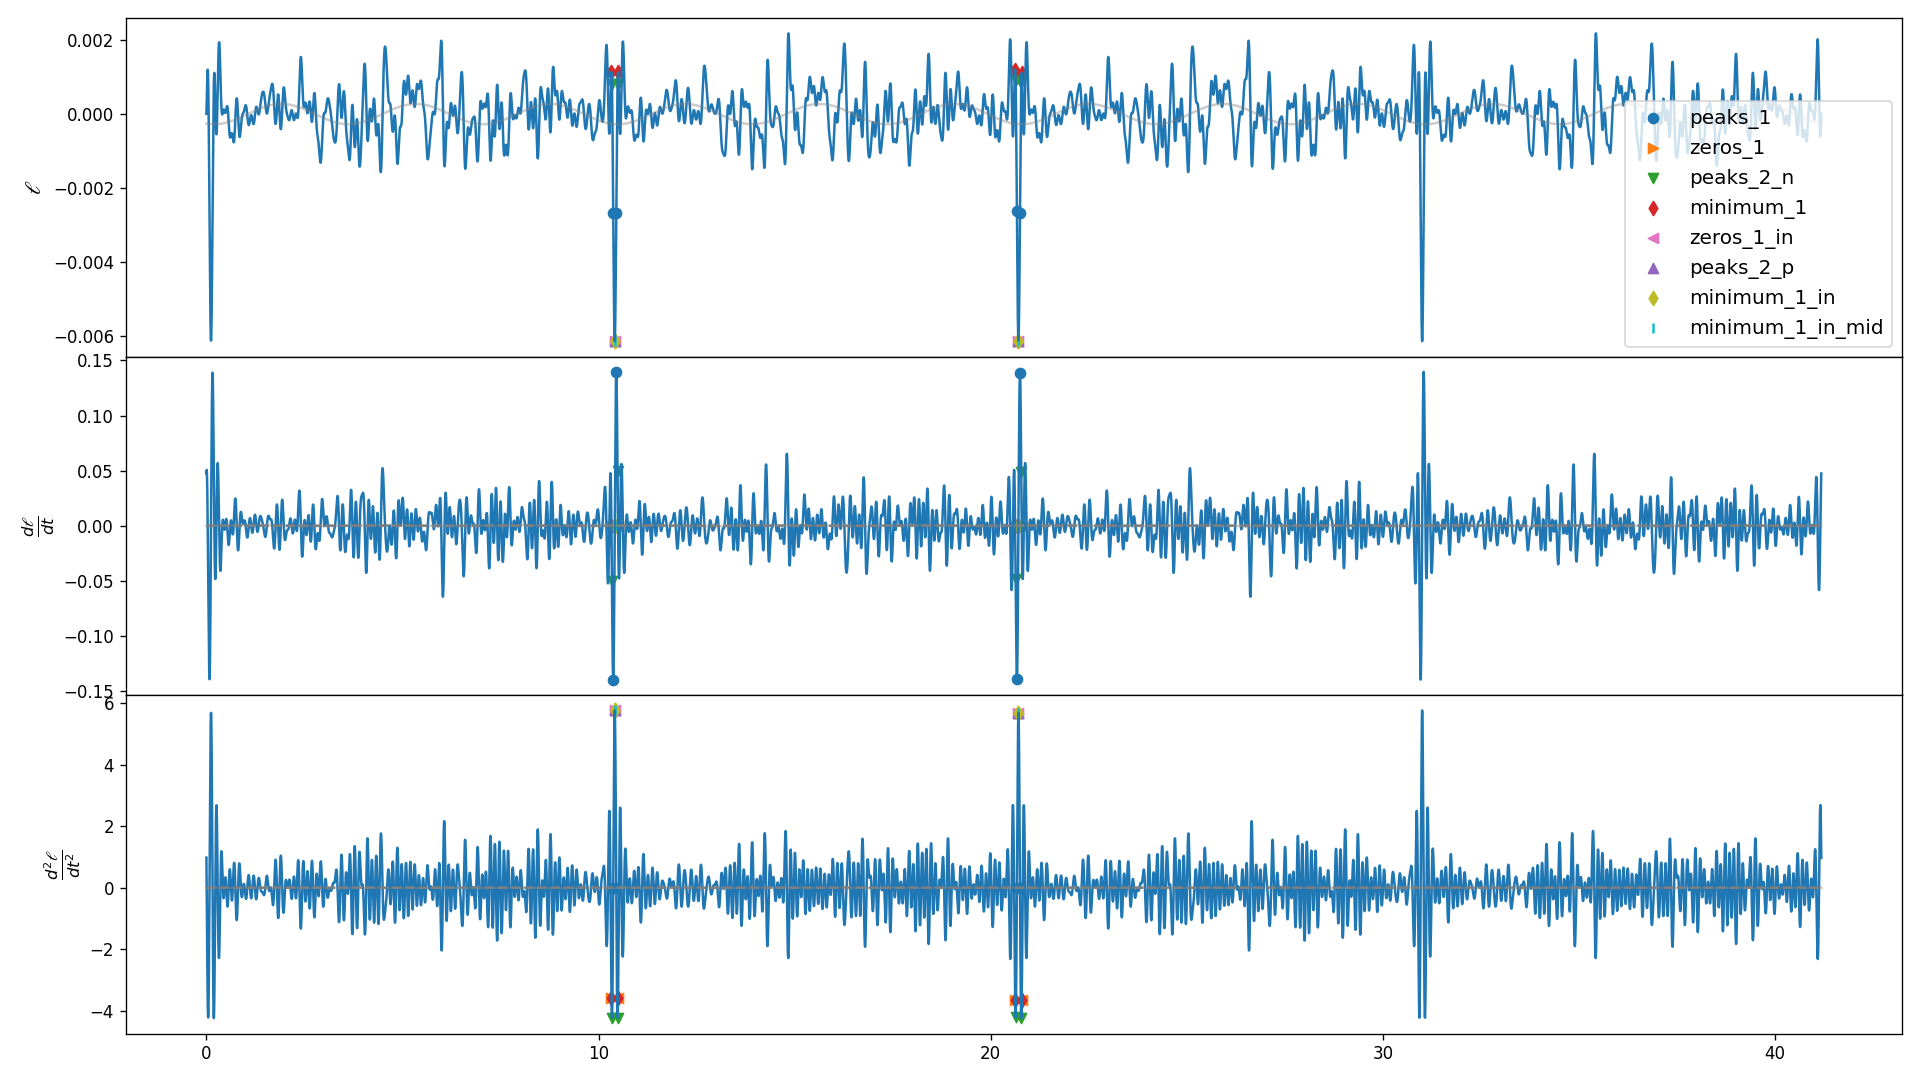 0.002
0.000
−0.002
−0.004
−0.006
ℓ
peaks_1
zeros_1
peaks_2_n
minimum_1
zeros_1_in
peaks_2_p
minimum_1_in
minimum_1_in_mid
0.15
0.10
0.05
0.00
−0.05
−0.10
−0.15
dℓ
dt
6
4
2
0
−2
−4
d²ℓ
dt²
0 10 20 30 40